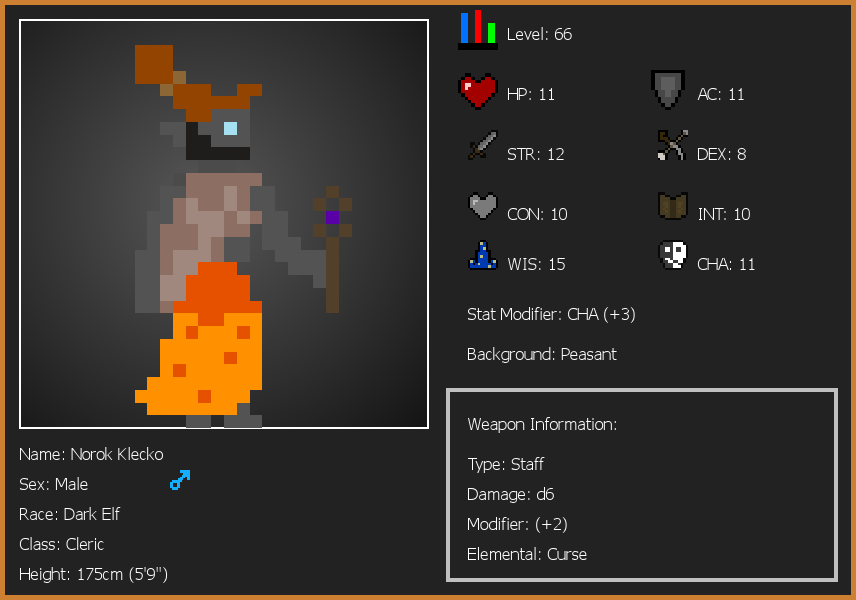 Level: 66
HP: 11
AC: 11
STR: 12
DEX: 8
CON: 10
INT: 10
WIS: 15
CHA: 11
Stat Modifier: CHA (+3)
Background: Peasant
Weapon Information:
Type: Staff
Damage: d6
Modifier: (+2)
Elemental: Curse
Name: Norok Klecko
Sex: Male
Race: Dark Elf
Class: Cleric
Height: 175cm (5'9")